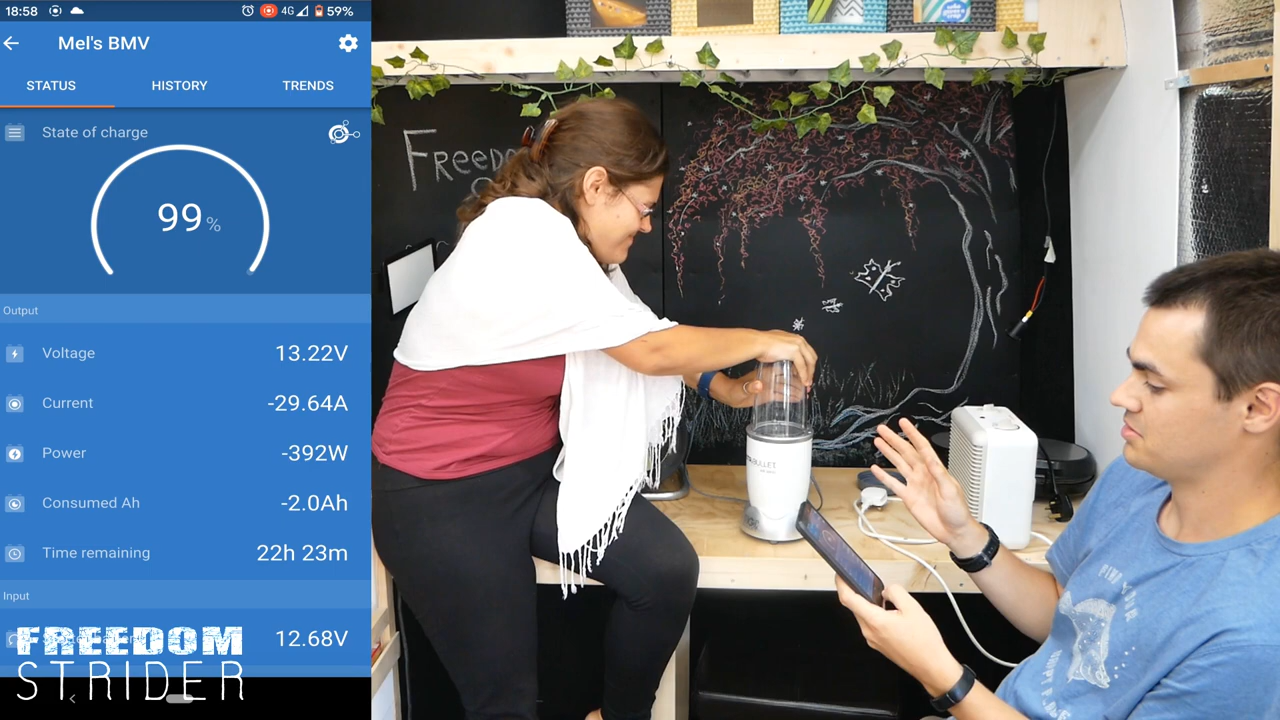 18:58 4G 59%
Mel's BMV
STATUS HISTORY TRENDS
State of charge
99%
Output
Voltage 13.22V
Current -29.64A
Power -392W
Consumed Ah -2.0Ah
Time remaining 22h 23m
Input
12.68V
FREEDOM
STRIDER
BULLET